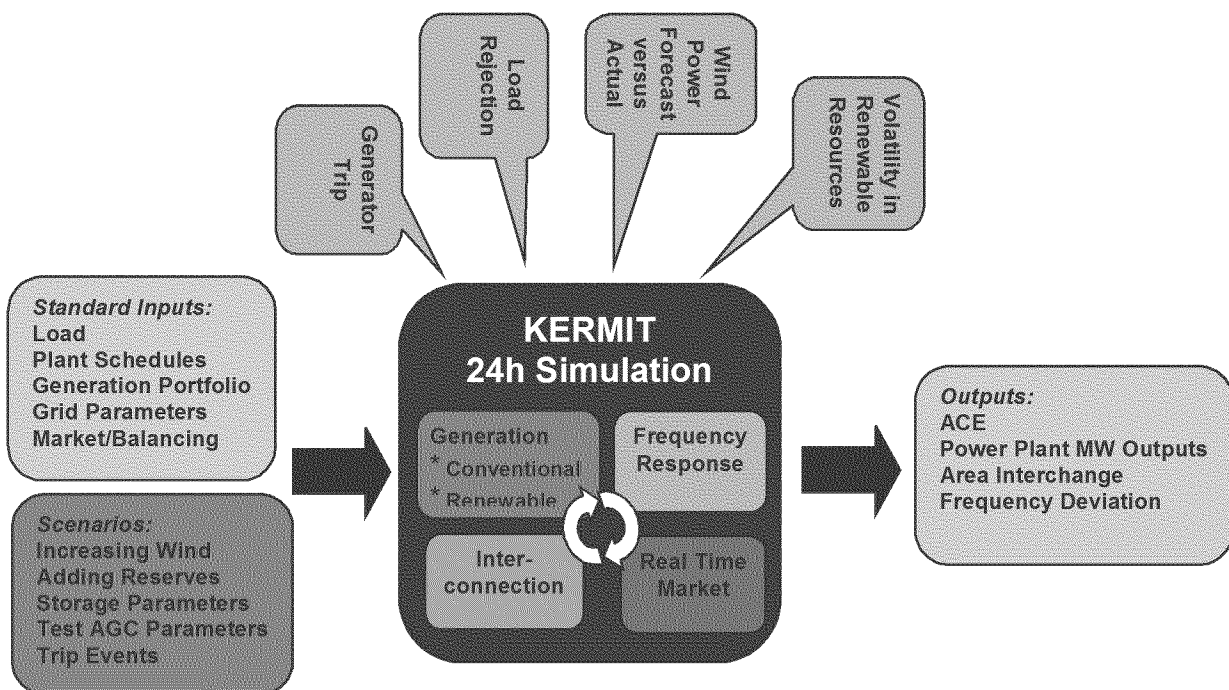 Generator
Trip
Load
Rejection
Wind
Power
Forecast
versus
Actual
Volatility in
Renewable
Resources
Standard Inputs:
Load
Plant Schedules
Generation Portfolio
Grid Parameters
Market/Balancing
Scenarios:
Increasing Wind
Adding Reserves
Storage Parameters
Test AGC Parameters
Trip Events
KERMIT
24h Simulation
Generation
* Conventional
* Renewable
Frequency
Response
Inter-
connection
Real Time
Market
Outputs:
ACE
Power Plant MW Outputs
Area Interchange
Frequency Deviation